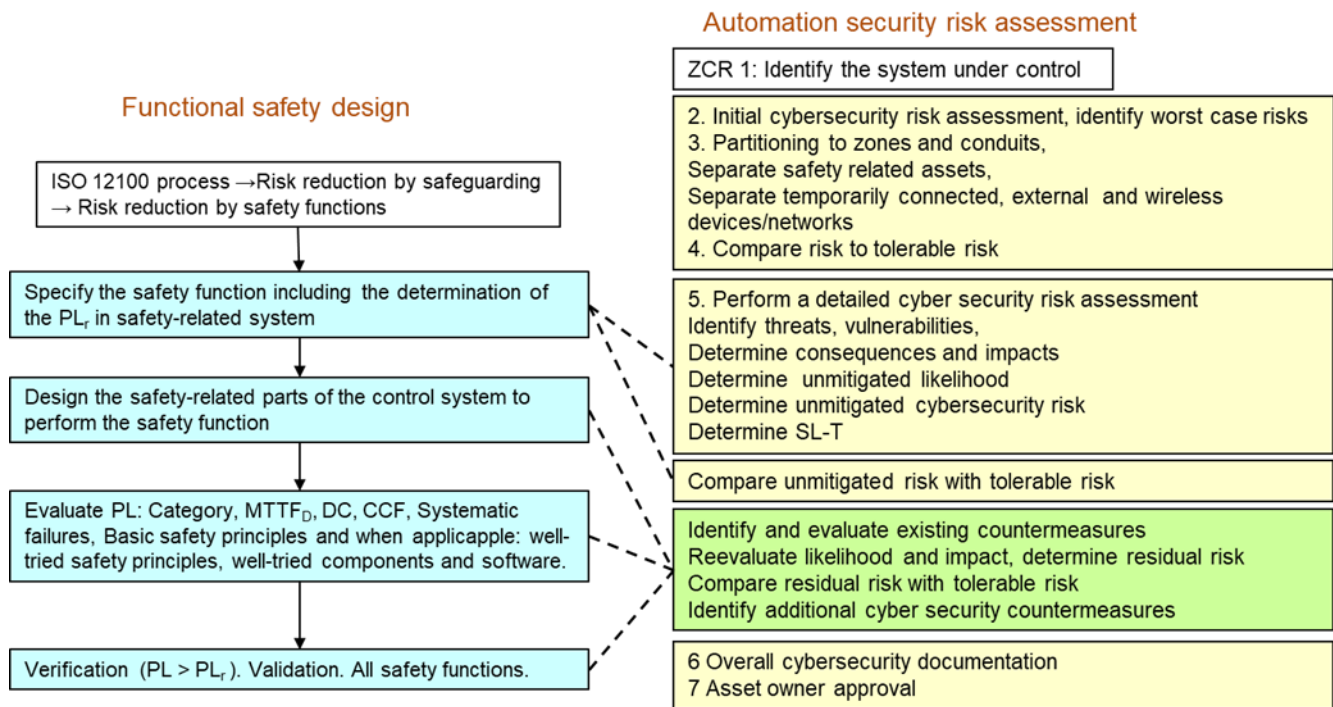 Automation security risk assessment
Functional safety design
ISO 12100 process →Risk reduction by safeguarding
→ Risk reduction by safety functions
Specify the safety function including the determination of
the PLr in safety-related system
Design the safety-related parts of the control system to
perform the safety function
Evaluate PL: Category, MTTFD, DC, CCF, Systematic
failures, Basic safety principles and when applicapple: well-
tried safety principles, well-tried components and software.
Verification (PL > PLr). Validation. All safety functions.
ZCR 1: Identify the system under control
2. Initial cybersecurity risk assessment, identify worst case risks
3. Partitioning to zones and conduits,
Separate safety related assets,
Separate temporarily connected, external and wireless
devices/networks
4. Compare risk to tolerable risk
5. Perform a detailed cyber security risk assessment
Identify threats, vulnerabilities,
Determine consequences and impacts
Determine unmitigated likelihood
Determine unmitigated cybersecurity risk
Determine SL-T
Compare unmitigated risk with tolerable risk
Identify and evaluate existing countermeasures
Reevaluate likelihood and impact, determine residual risk
Compare residual risk with tolerable risk
Identify additional cyber security countermeasures
6 Overall cybersecurity documentation
7 Asset owner approval